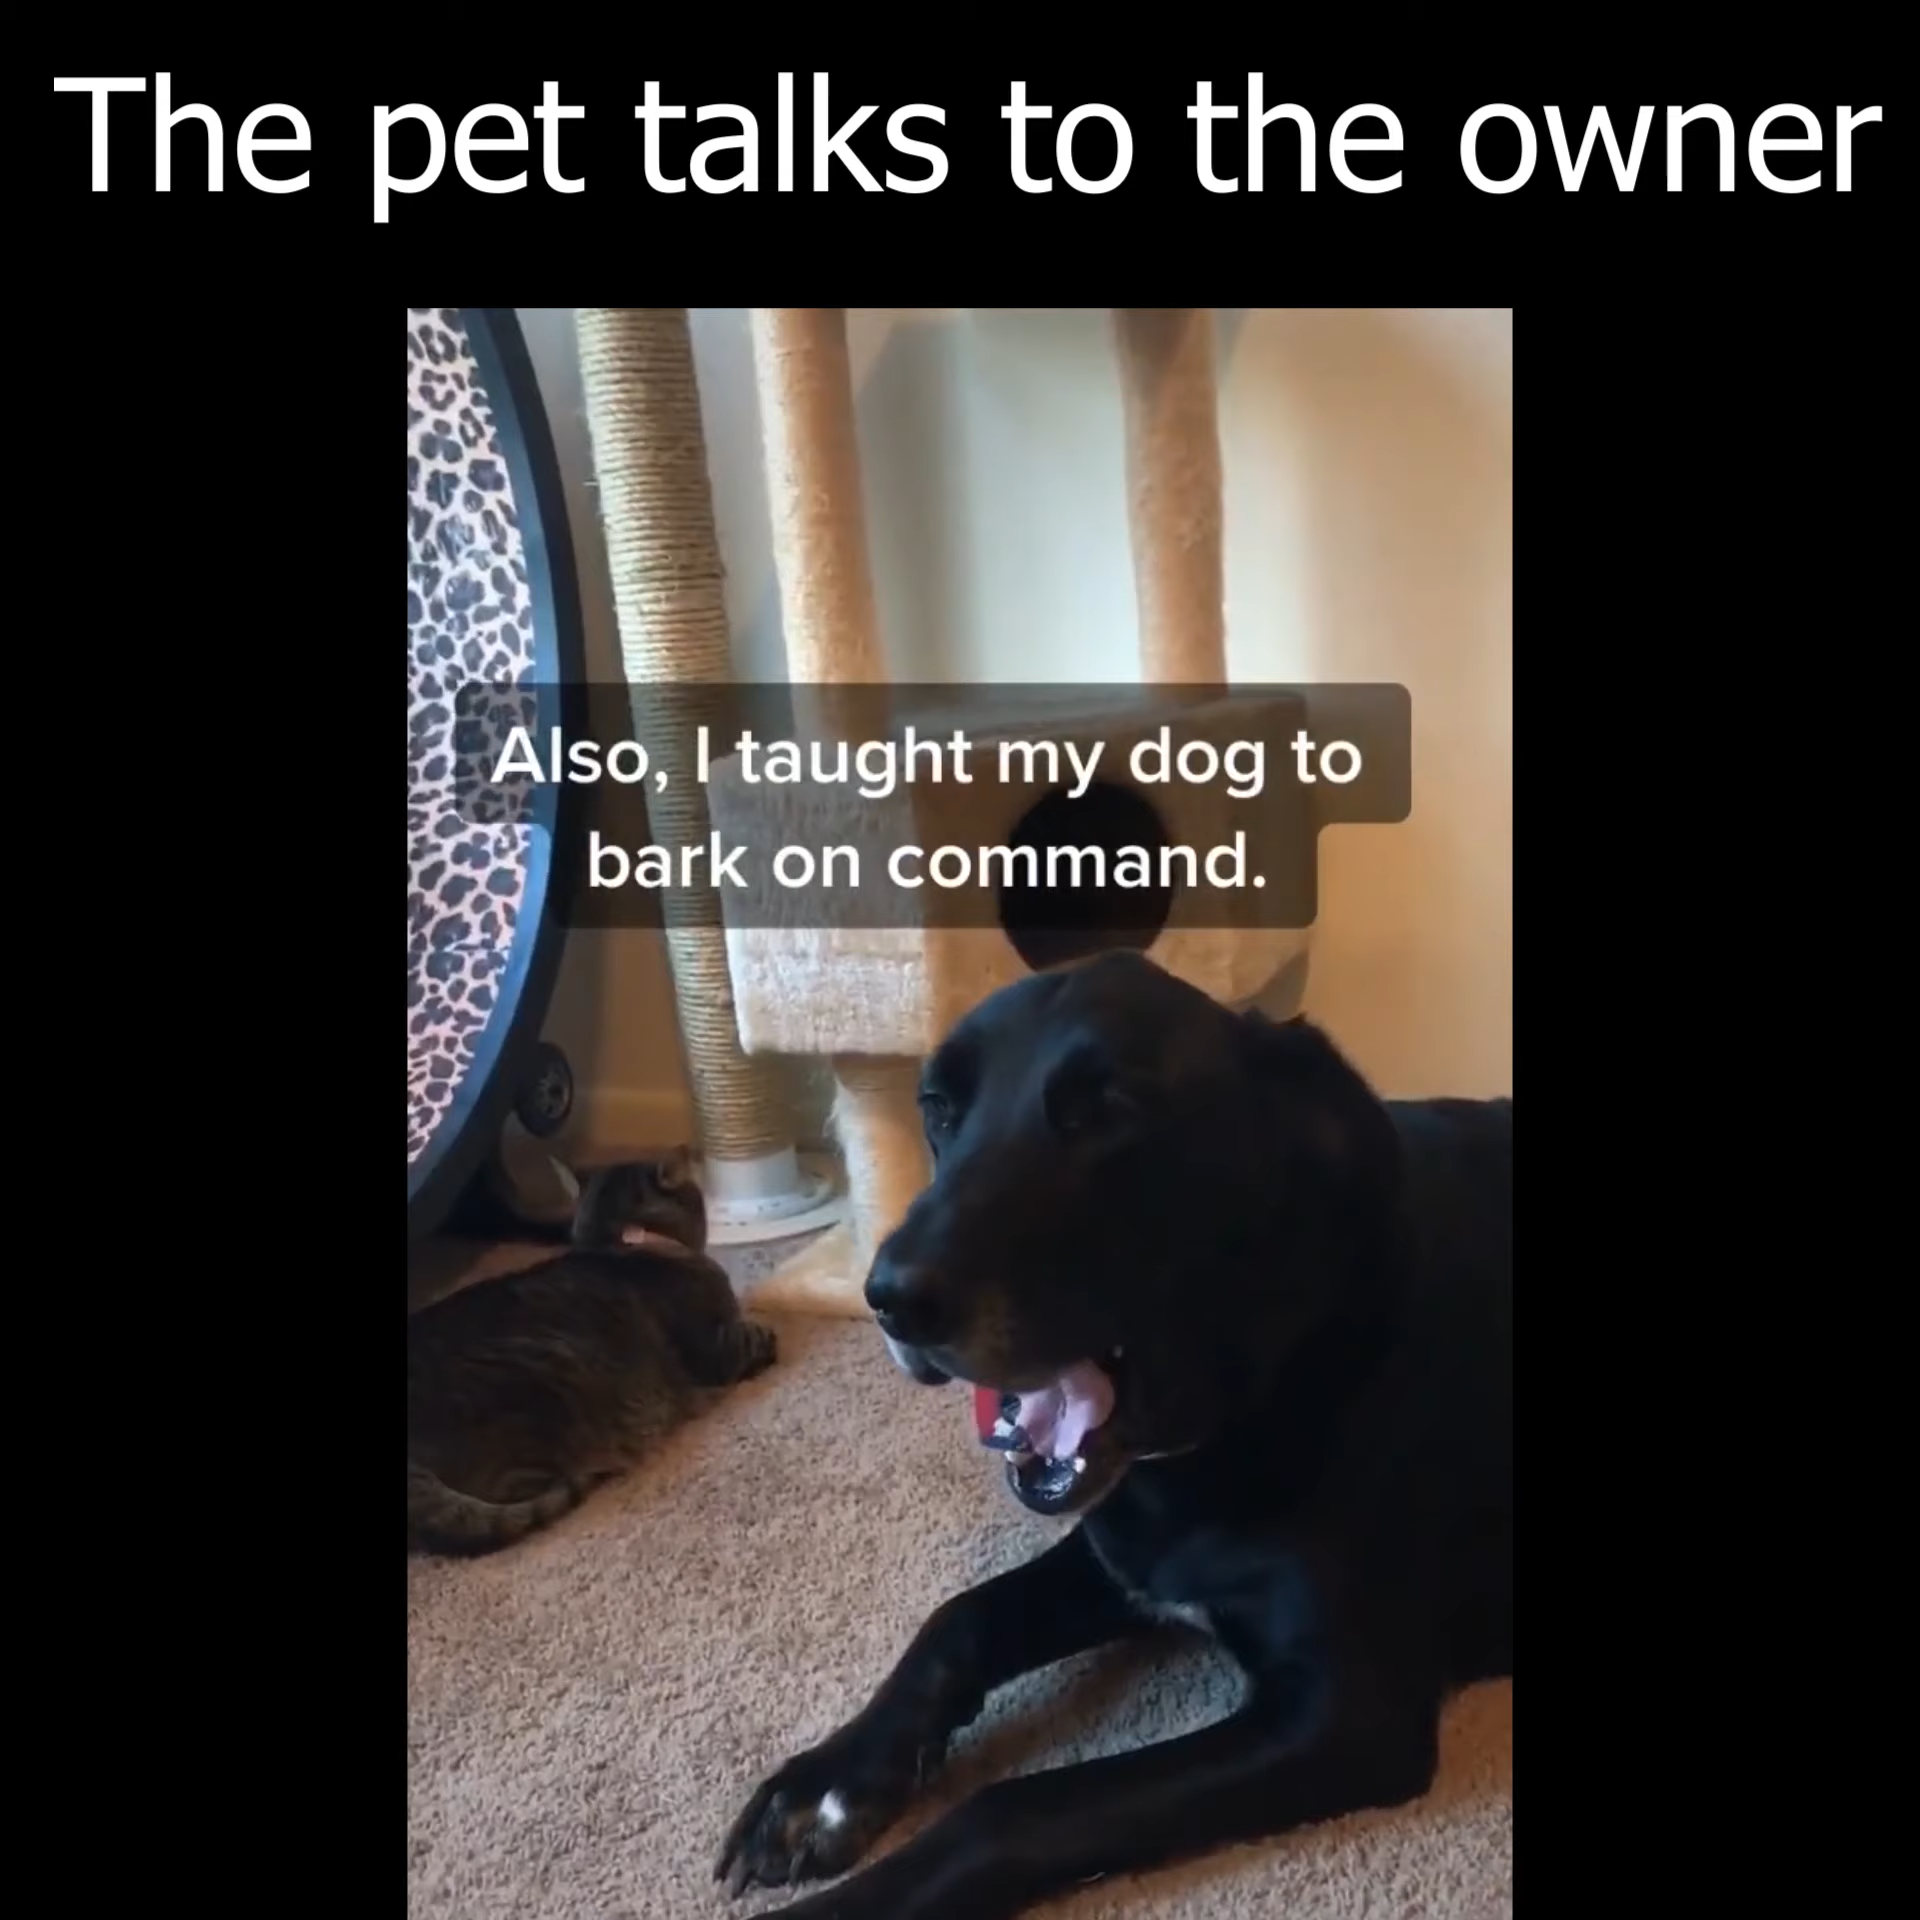 The pet talks to the owner
Also, I taught my dog to
bark on command.